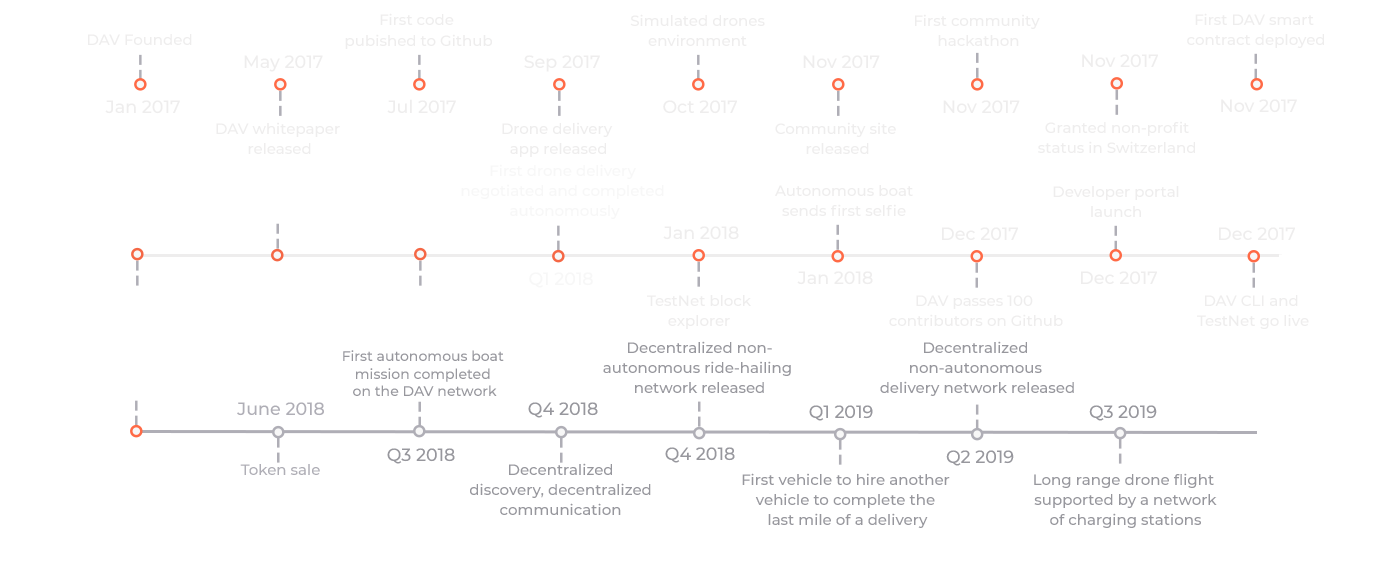 DAV Founded
Jan 2017
May 2017
DAV whitepaper
released
First code
pubished to Github
Jul 2017
Sep 2017
Drone delivery
app released
Simulated drones
environment
Oct 2017
Nov 2017
Community site
released
First community
hackathon
Nov 2017
Nov 2017
Granted non-profit
status in Switzerland
First DAV smart
contract deployed
Nov 2017
First drone delivery
negotiated and completed
autonomously
Q1 2018
Jan 2018
TestNet block
explorer
Autonomous boat
sends first selfie
Jan 2018
Dec 2017
DAV passes 100
contributors on Github
Developer portal
launch
Dec 2017
Dec 2017
DAV CLI and
TestNet go live
June 2018
Token sale
First autonomous boat
mission completed
on the DAV network
Q3 2018
Q4 2018
Decentralized
discovery, decentralized
communication
Decentralized non-
autonomous ride-hailing
network released
Q4 2018
Q1 2019
First vehicle to hire another
vehicle to complete the
last mile of a delivery
Decentralized
non-autonomous
delivery network released
Q2 2019
Q3 2019
Long range drone flight
supported by a network
of charging stations